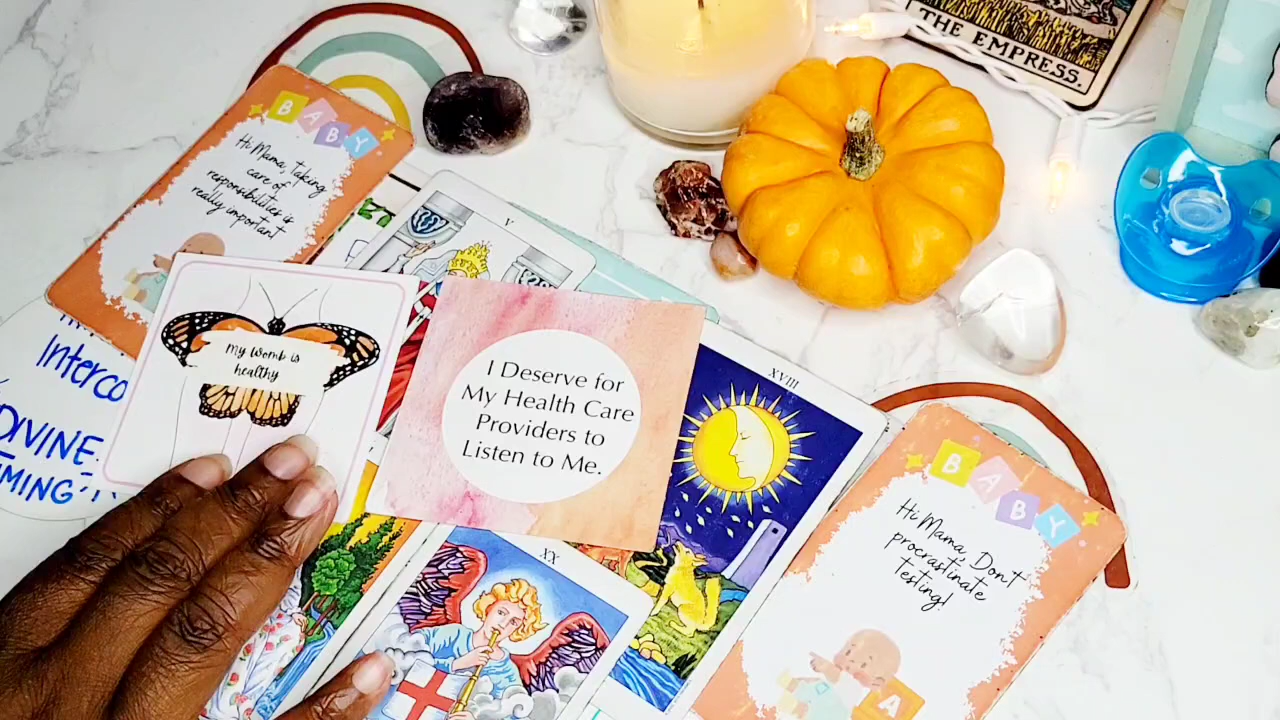 THE EMPRESS.
BABY
Hi Mama, taking
care of
responsibilities is
really important
V
My Womb is
healthy
I Deserve for
My Health Care
Providers to
Listen to Me.
XVIII
BABY
Hi Mama, Don't
procrastinate
Testing!
A
XX
Interco
DIVINE